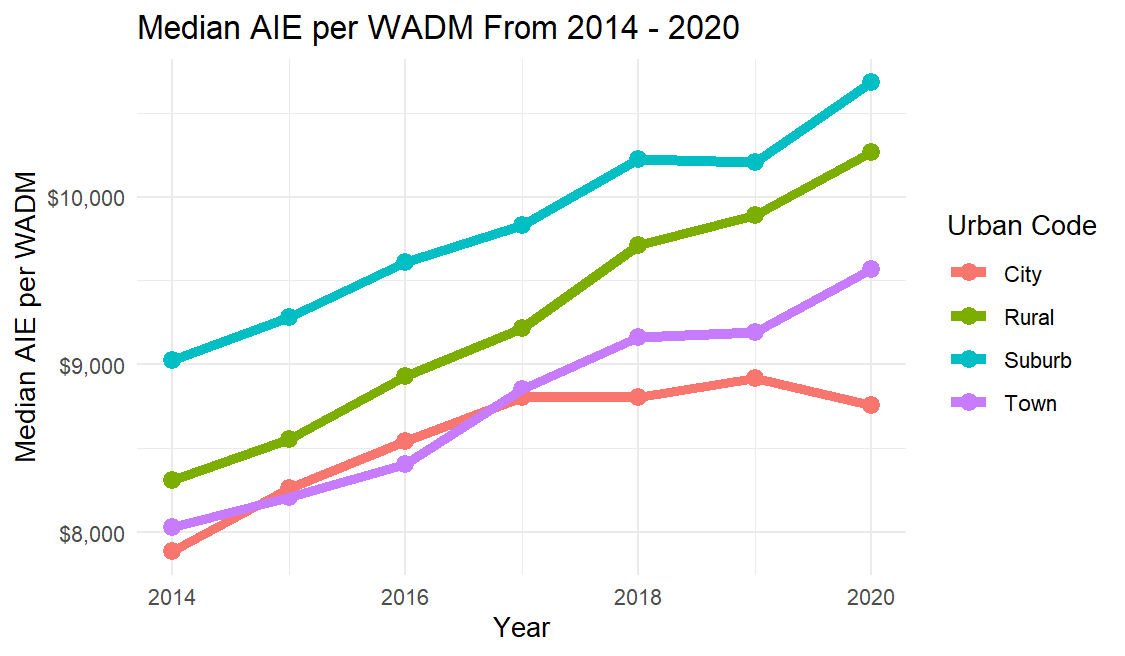 Median AIE per WADM From 2014 - 2020
Median AIE per WADM
$10,000
$9,000
$8,000
2014 2016 2018 2020
Year
Urban Code
City
Rural
Suburb
Town